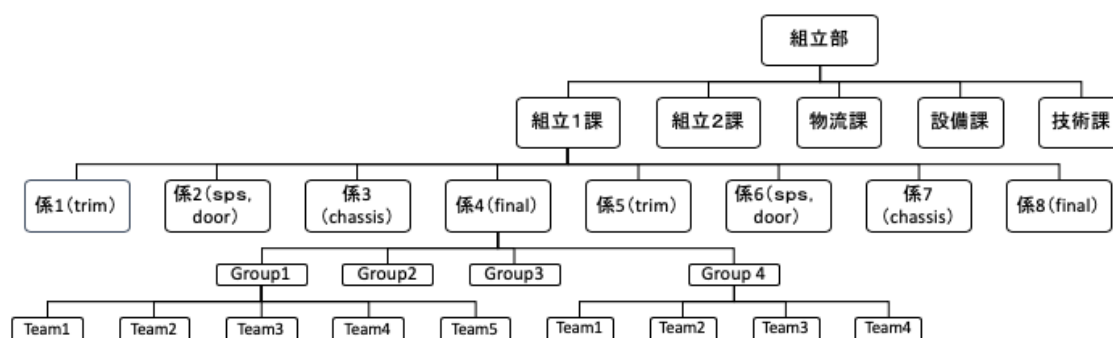 組立部
組立1課
組立２課
物流課
設備課
技術課
係1(trim)
係2(sps,
door)
係3
(chassis)
係4(final)
係5(trim)
係6(sps,
door)
係7
(chassis)
係8(final)
Group1
Group2
Group3
Group 4
Team1
Team2
Team3
Team4
Team5
Team1
Team2
Team3
Team4